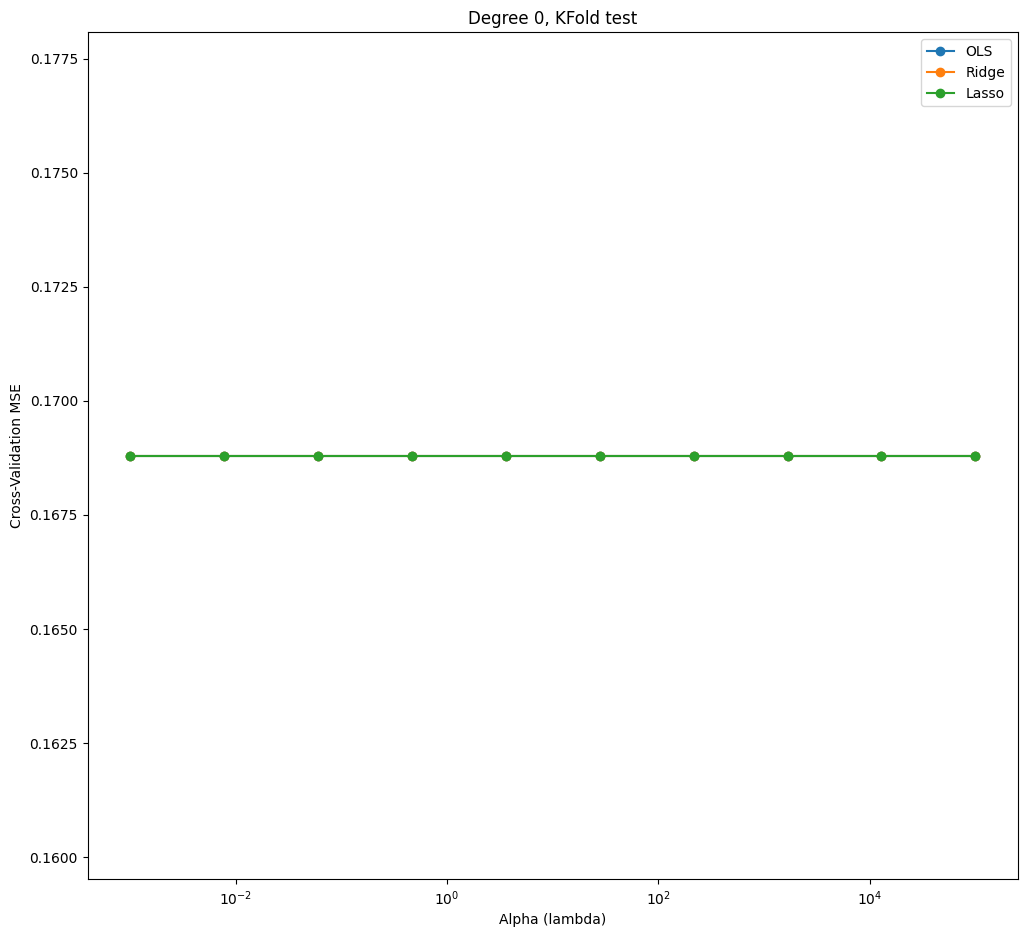 Degree 0, KFold test
OLS
Ridge
Lasso
Cross-Validation MSE
0.1775
0.1750
0.1725
0.1700
0.1675
0.1650
0.1625
0.1600
10⁻² 10⁰ 10² 10⁴
Alpha (lambda)